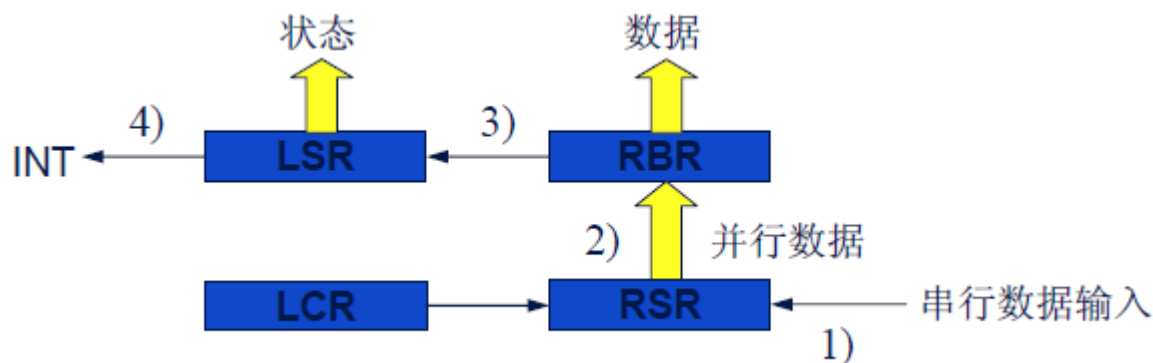 状态
数据
4)
3)
INT
LSR
RBR
2)
并行数据
LCR
RSR
串行数据输入
1)